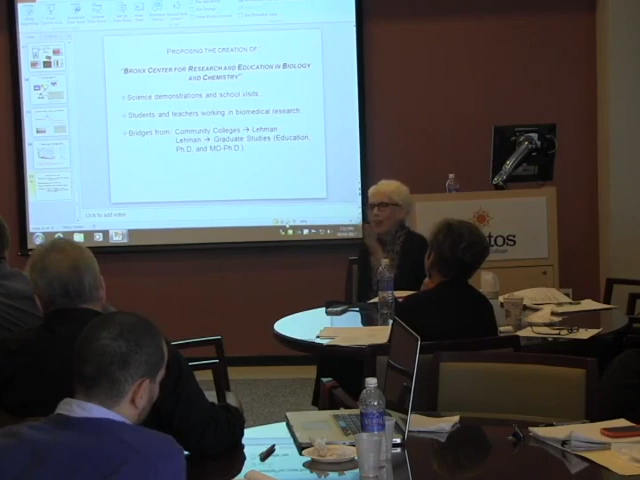 PROPOSING THE CREATION OF:
"BRONX CENTER FOR RESEARCH AND EDUCATION IN BIOLOGY
AND CHEMISTRY"
Science demonstrations and school visits...
Students and teachers working in biomedical research.
Bridges from: Community Colleges → Lehman
Lehman → Graduate Studies (Education,
Ph.D, and MD-Ph.D.)
Click to add notes
tos
College